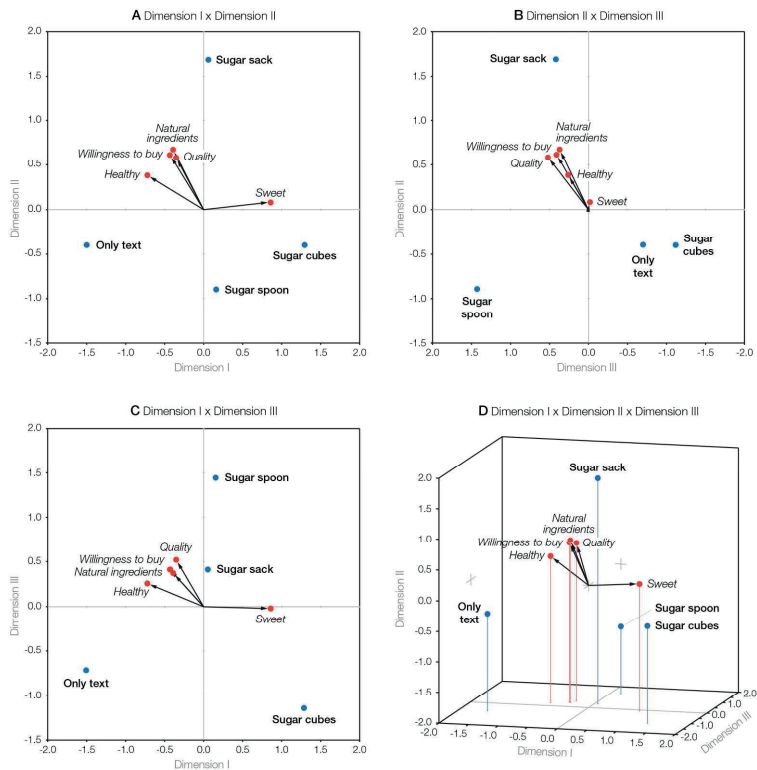 A Dimension I x Dimension II
2.0
1.5
1.0
0.5
0.0
-0.5
-1.0
-1.5
-2.0
-1.5
-1.0
-0.5
0.0
0.5
1.0
1.5
2.0
Dimension II
Dimension I
Sugar sack
Natural
ingredients
Willingness to buy
Quality
Healthy
Sweet
Only text
Sugar cubes
Sugar spoon
B Dimension II x Dimension III
2.0
1.5
1.0
0.5
0.0
-0.5
-1.0
-1.5
2.0
1.5
1.0
0.5
0.0
-0.5
-1.0
-1.5
-2.0
Dimension II
Dimension III
Sugar sack
Natural
ingredients
Willingness to buy
Quality
Healthy
Sweet
Only
text
Sugar
cubes
Sugar
spoon
C Dimension I x Dimension III
2.0
1.5
1.0
0.5
0.0
-0.5
-1.0
-1.5
-2.0
-1.5
-1.0
-0.5
0.0
0.5
1.0
1.5
2.0
Dimension III
Dimension I
Sugar spoon
Quality
Willingness to buy
Natural ingredients
Sugar sack
Healthy
Sweet
Only text
Sugar cubes
D Dimension I x Dimension II x Dimension III
2.0
1.5
1.0
0.5
0.0
-0.5
-1.0
-1.5
-2.0
-2.0
-1.0
-1.5
0.0
-0.5
0.5
1.0
1.5
2.0
-2.0
-1.0
0.0
1.0
2.0
Dimension II
Dimension I
Dimension III
Sugar sack
Natural
ingredients
Willingness to buy
Quality
Healthy
Sweet
Only
text
Sugar spoon
Sugar cubes